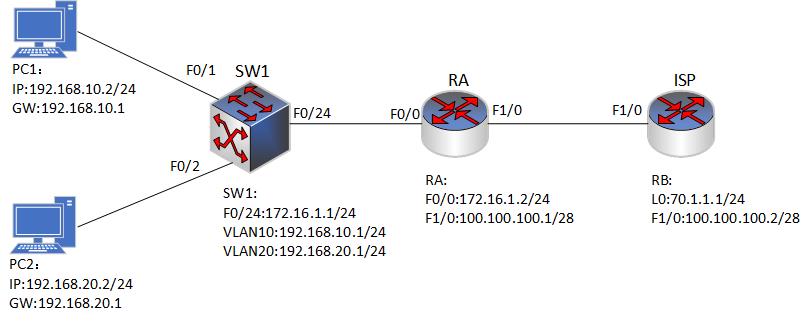 PC1：
IP:192.168.10.2/24
GW:192.168.10.1
F0/1
SW1
F0/24
F0/2
SW1:
F0/24:172.16.1.1/24
VLAN10:192.168.10.1/24
VLAN20:192.168.20.1/24
PC2：
IP:192.168.20.2/24
GW:192.168.20.1
RA
F0/0
F1/0
RA:
F0/0:172.16.1.2/24
F1/0:100.100.100.1/28
ISP
F1/0
RB:
L0:70.1.1.1/24
F1/0:100.100.100.2/28